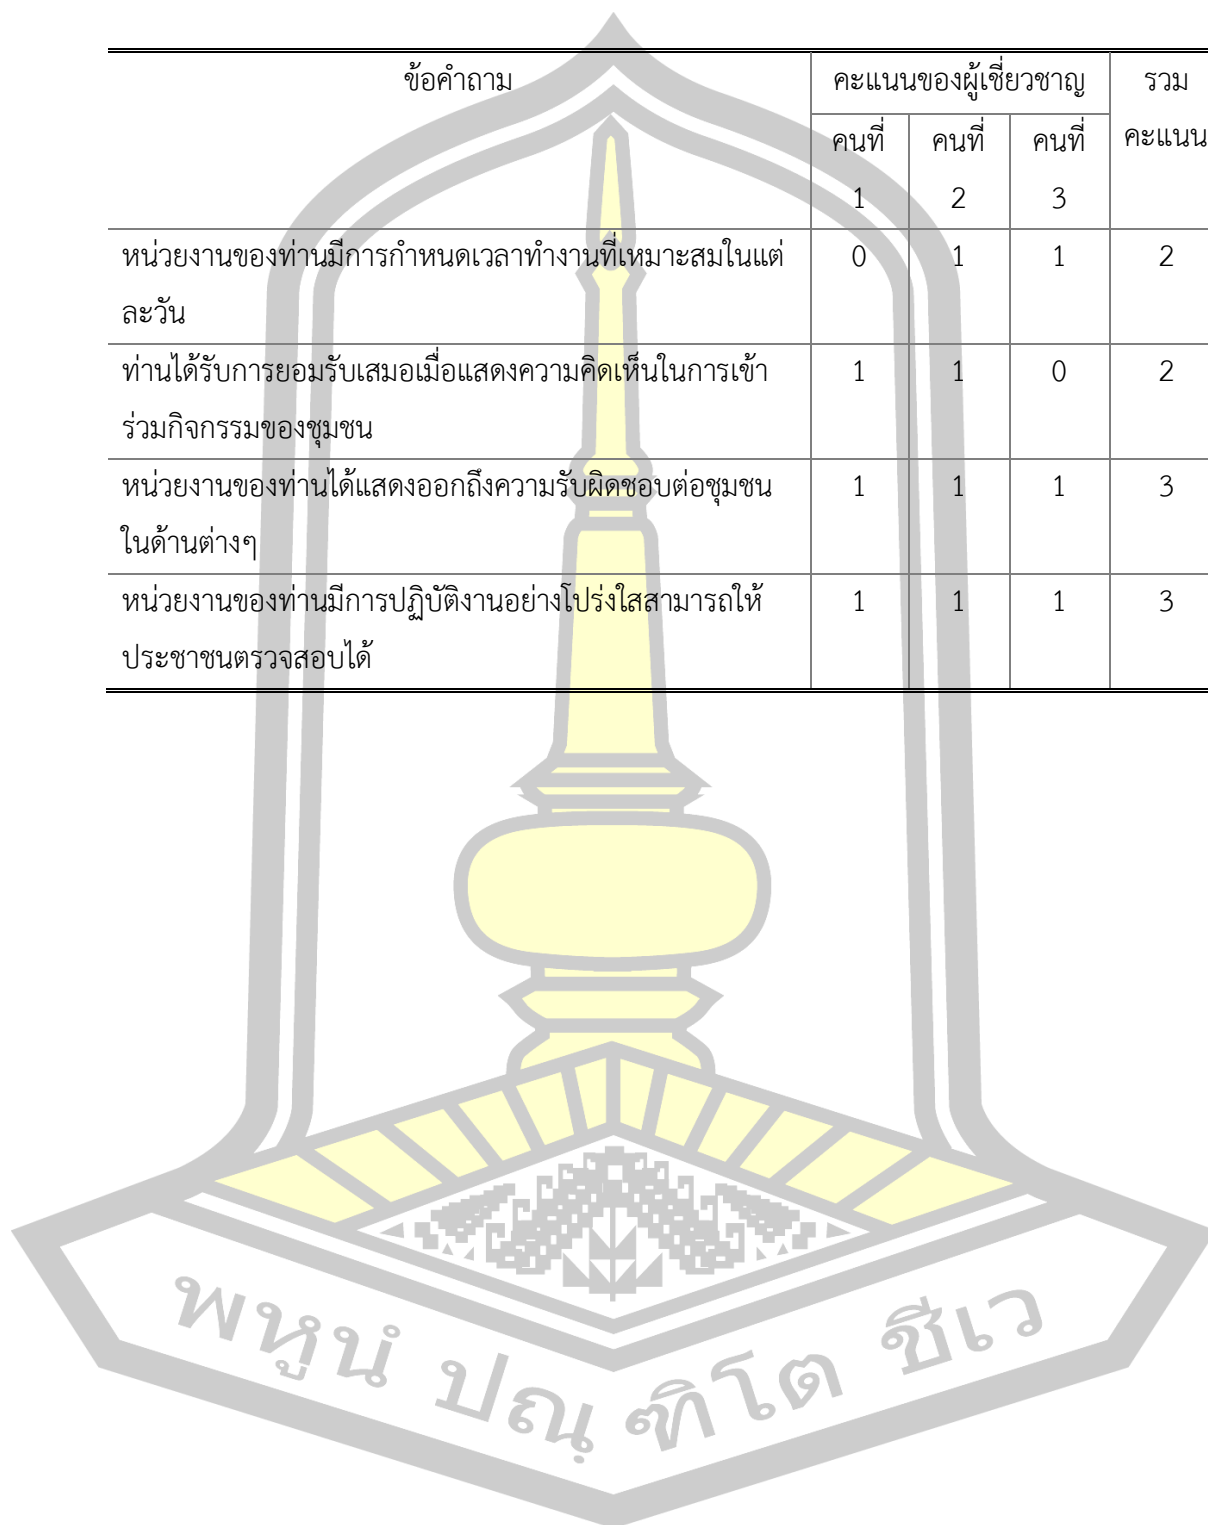 ข้อคำถาม คะแนนของผู้เชี่ยวชาญ รวม
คนที่ คนที่ คนที่ คะแนน
1 2 3
หน่วยงานของท่านมีการกำหนดเวลาทำงานที่เหมาะสมในแต่ 0 1 1 2
ละวัน
ท่านได้รับการยอมรับเสมอเมื่อแสดงความคิดเห็นในการเข้า 1 1 0 2
ร่วมกิจกรรมของชุมชน
หน่วยงานของท่านได้แสดงออกถึงความรับผิดชอบต่อชุมชน 1 1 1 3
ในด้านต่างๆ
หน่วยงานของท่านมีการปฏิบัติงานอย่างโปร่งใสสามารถให้ 1 1 1 3
ประชาชนตรวจสอบได้
พหูนํ ปณฺฑิโต ชีเว